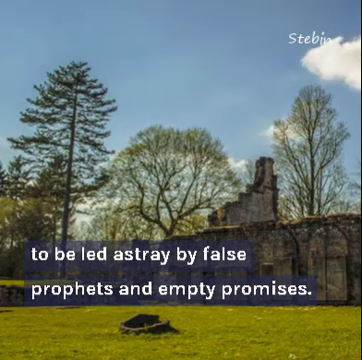 to be led astray by false
prophets and empty promises.